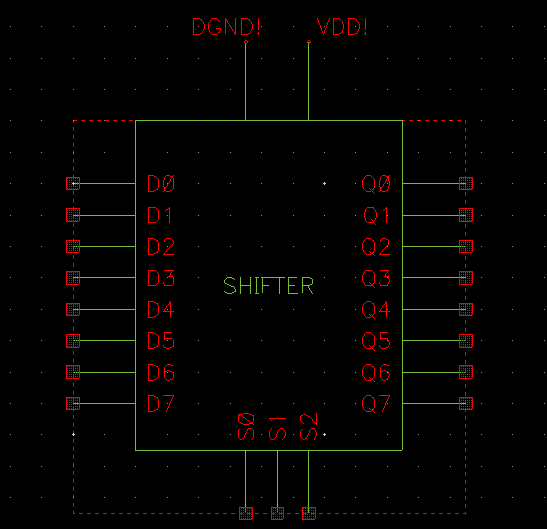 DGND! VDD!
D0 Q0
D1 Q1
D2 Q2
D3 Q3
SHIFTER
D4 Q4
D5 Q5
D6 Q6
D7 Q7
S0 S1 S2